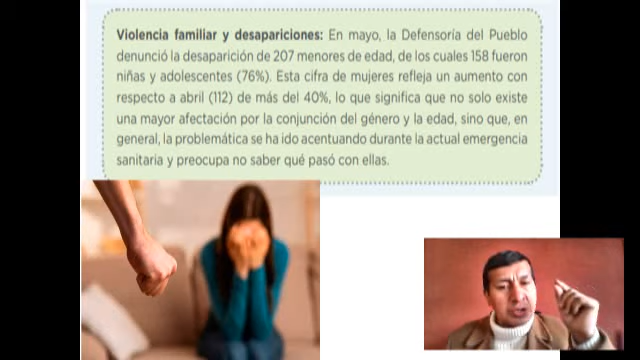 Violencia familiar y desapariciones: En mayo, la Defensoría del Pueblo
denunció la desaparición de 207 menores de edad, de los cuales 158 fueron
niñas y adolescentes (76%). Esta cifra de mujeres refleja un aumento con
respecto a abril (112) de más del 40%, lo que significa que no solo existe
una mayor afectación por la conjunción del género y la edad, sino que, en
general, la problemática se ha ido acentuando durante la actual emergencia
sanitaria y preocupa no saber qué pasó con ellas.